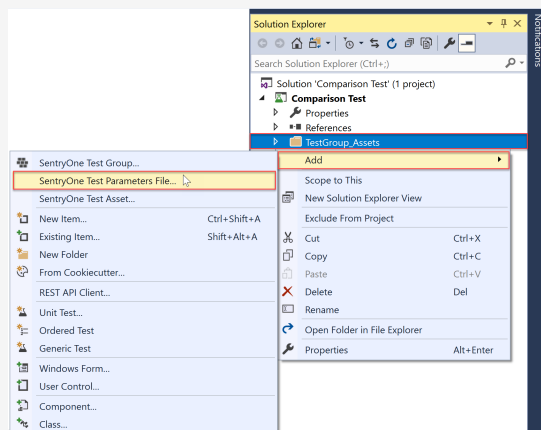 Solution Explorer
Notifications
Search Solution Explorer (Ctrl+;)
Solution 'Comparison Test' (1 project)
Comparison Test
Properties
References
TestGroup_Assets
Add
Scope to This
New Solution Explorer View
Exclude From Project
Cut Ctrl+X
Copy Ctrl+C
Paste Ctrl+V
Delete Del
Rename
Open Folder in File Explorer
Properties Alt+Enter
SentryOne Test Group...
SentryOne Test Parameters File...
SentryOne Test Asset...
New Item... Ctrl+Shift+A
Existing Item... Shift+Alt+A
New Folder
From Cookiecutter...
REST API Client...
Unit Test...
Ordered Test
Generic Test
Windows Form...
User Control...
Component...
Class...